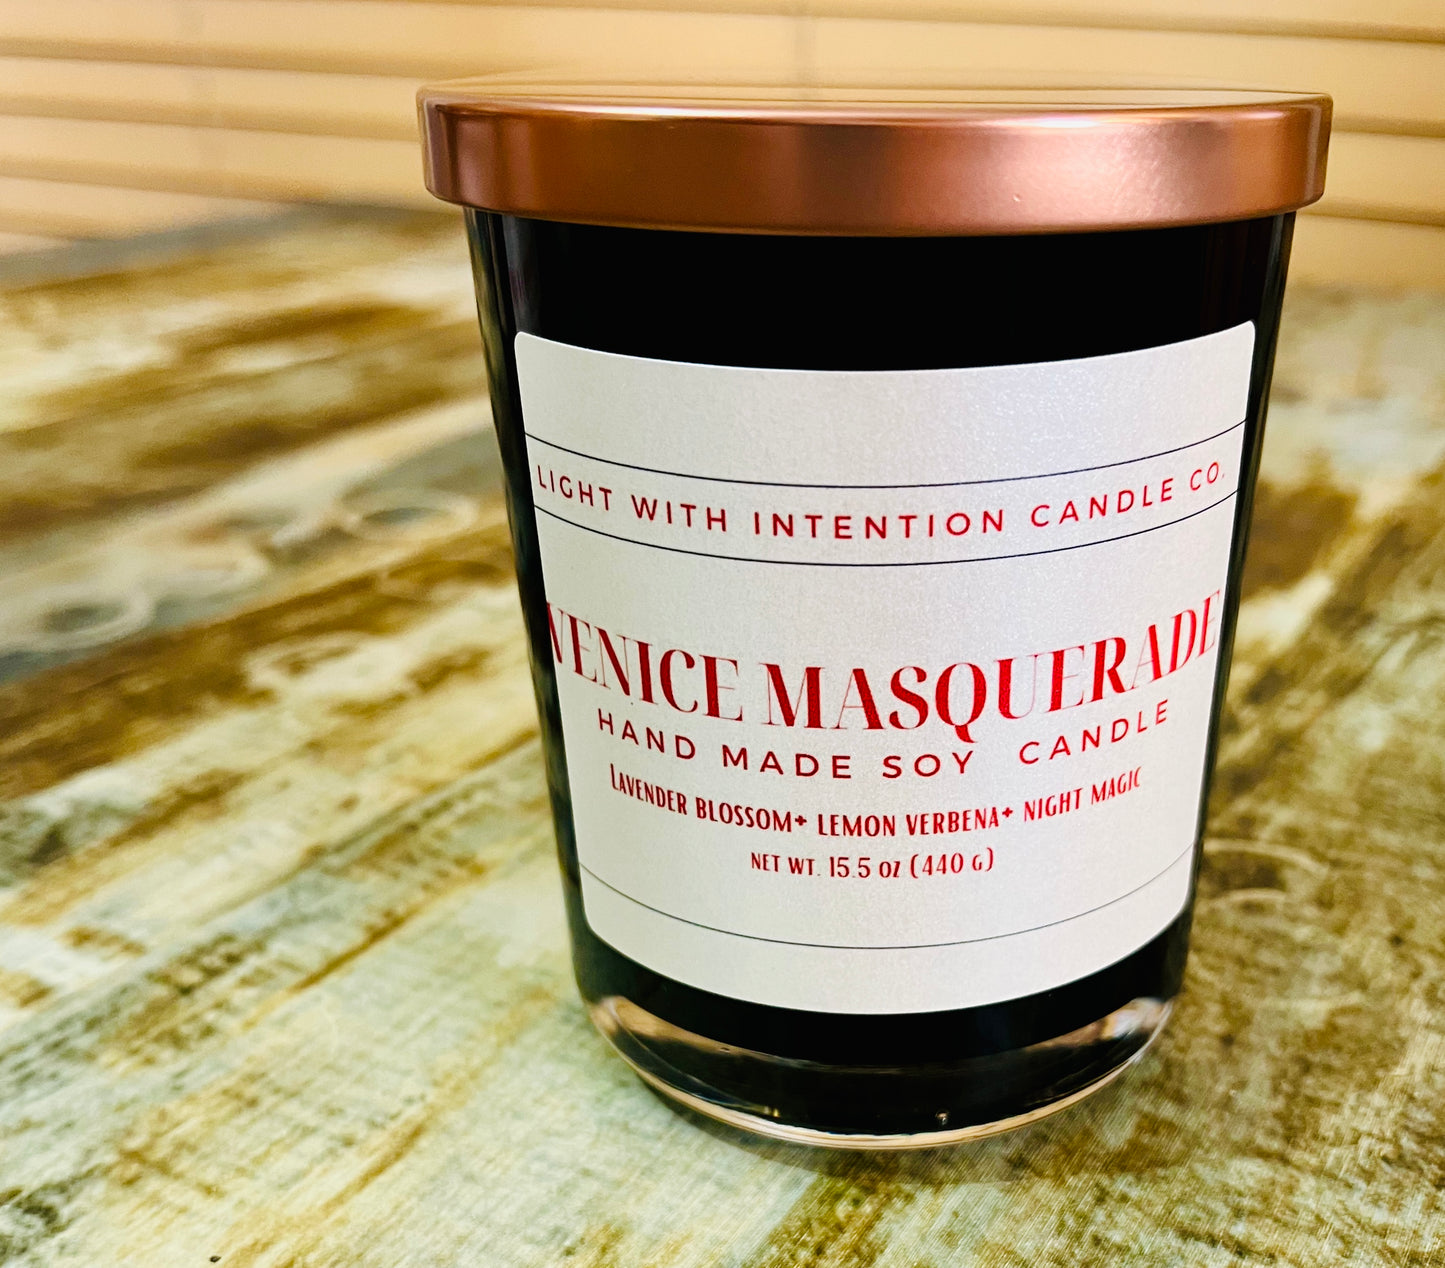 LIGHT WITH INTENTION CANDLE CO.
VENICE MASQUERADE
HAND MADE SOY CANDLE
LAVENDER BLOSSOM+ LEMON VERBENA+ NIGHT MAGIC
NET WT. 15.5 OZ (440 G)